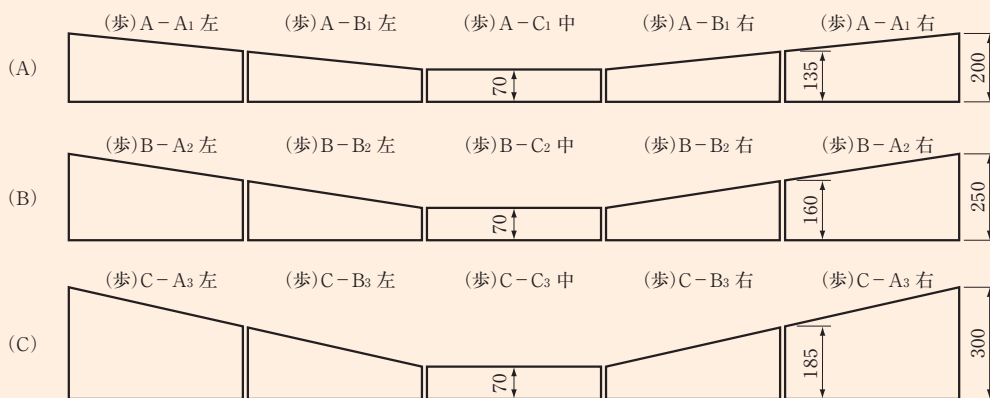 (歩)A－A1 左 (歩)A－B1 左 (歩)A－C1 中 (歩)A－B1 右 (歩)A－A1 右
(A) 70 135 200
(歩)B－A2 左 (歩)B－B2 左 (歩)B－C2 中 (歩)B－B2 右 (歩)B－A2 右
(B) 70 160 250
(歩)C－A3 左 (歩)C－B3 左 (歩)C－C3 中 (歩)C－B3 右 (歩)C－A3 右
(C) 70 185 300